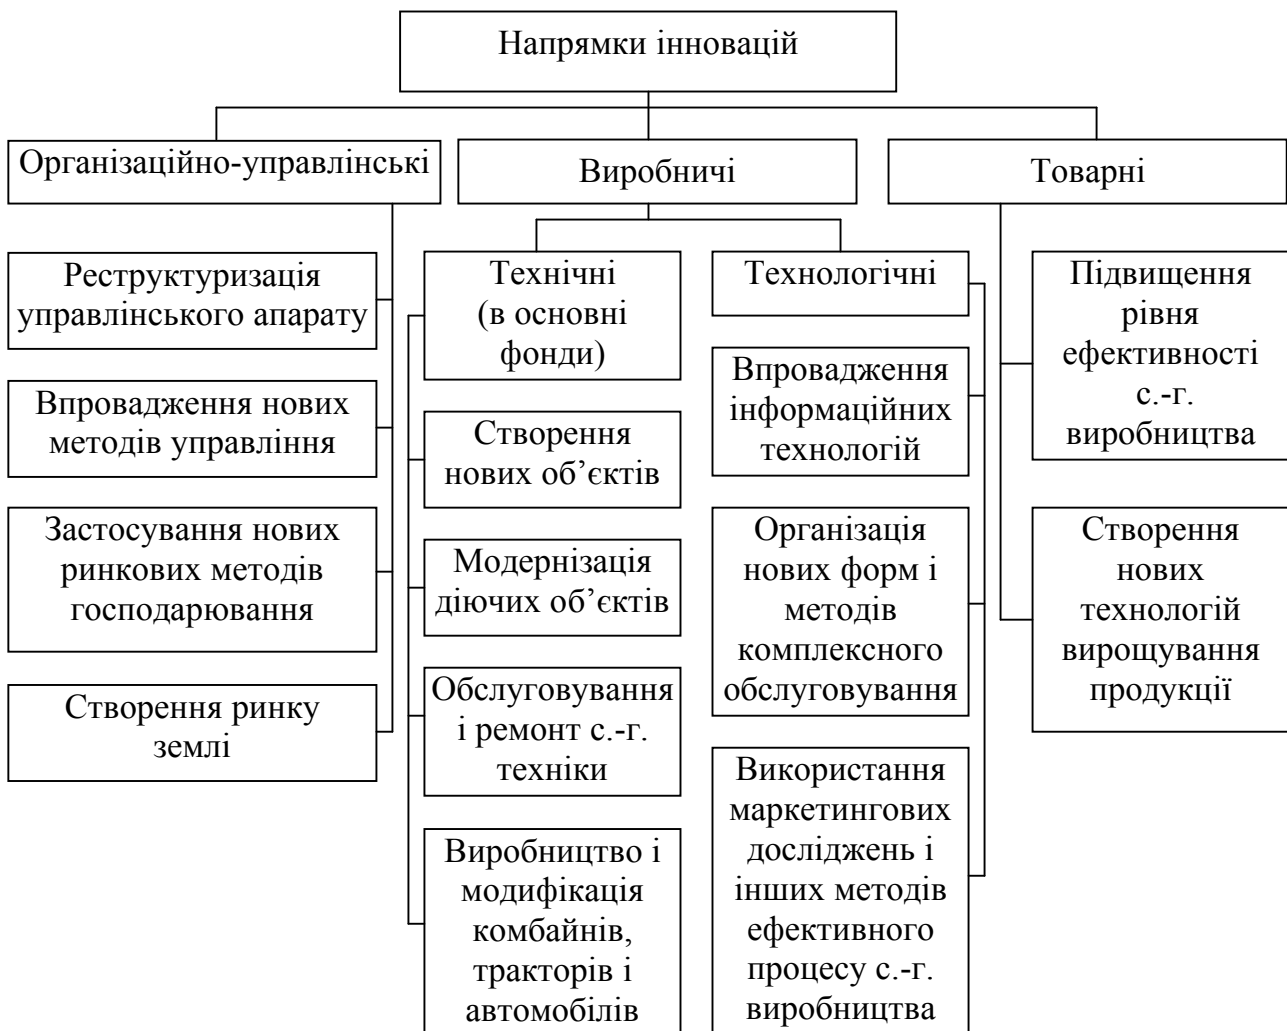 Напрямки інновацій
Організаційно-управлінські
Виробничі
Товарні
Реструктуризація
управлінського апарату
Впровадження нових
методів управління
Застосування нових
ринкових методів
господарювання
Створення ринку
землі
Технічні
(в основні
фонди)
Створення
нових об’єктів
Модернізація
діючих об’єктів
Обслуговування
і ремонт с.-г.
техніки
Виробництво і
модифікація
комбайнів,
тракторів і
автомобілів
Технологічні
Впровадження
інформаційних
технологій
Організація
нових форм і
методів
комплексного
обслуговування
Використання
маркетингових
досліджень і
інших методів
ефективного
процесу с.-г.
виробництва
Підвищення
рівня
ефективності
с.-г.
виробництва
Створення
нових
технологій
вирощування
продукції